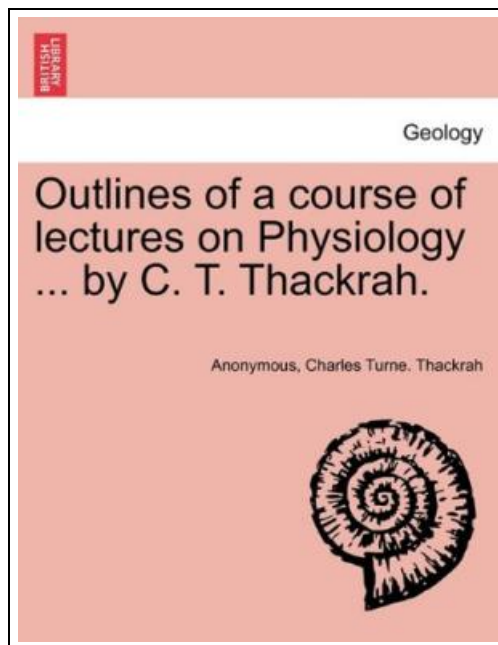 BRITISH
LIBRARY
Geology
Outlines of a course of
lectures on Physiology
... by C. T. Thackrah.
Anonymous, Charles Turne. Thackrah